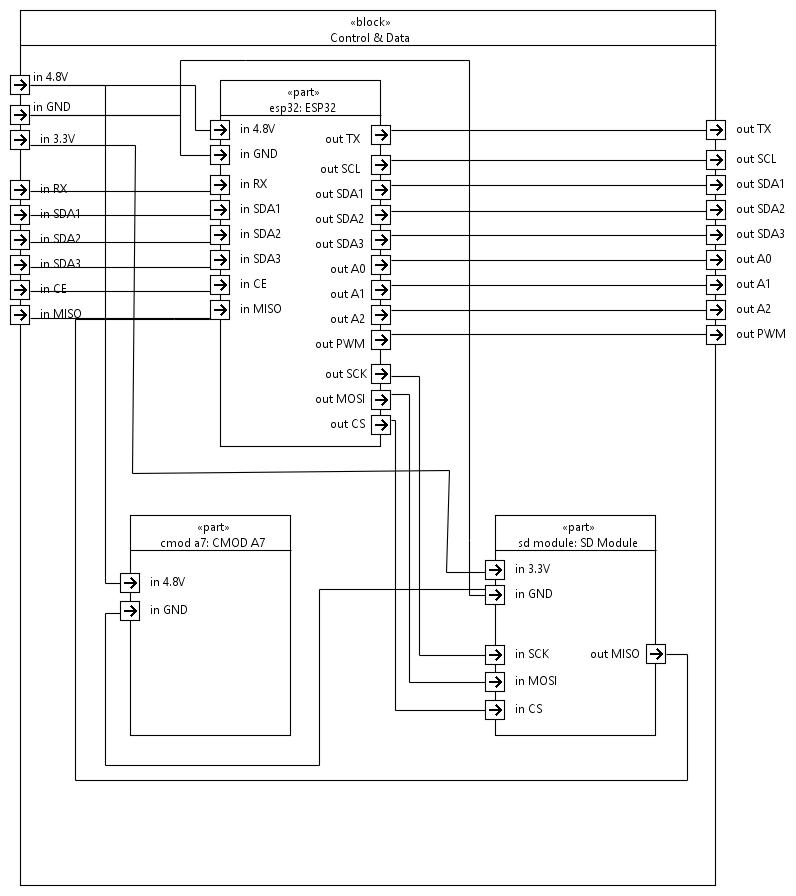 «block»
Control & Data
in 4.8V
in GND
in 3.3V
in RX
in SDA1
in SDA2
in SDA3
in CE
in MISO
«part»
esp32: ESP32
in 4.8V
in GND
in RX
in SDA1
in SDA2
in SDA3
in CE
in MISO
out TX
out SCL
out SDA1
out SDA2
out SDA3
out A0
out A1
out A2
out PWM
out SCK
out MOSI
out CS
out TX
out SCL
out SDA1
out SDA2
out SDA3
out A0
out A1
out A2
out PWM
«part»
cmod a7: CMOD A7
in 4.8V
in GND
«part»
sd module: SD Module
in 3.3V
in GND
in SCK
in MOSI
in CS
out MISO